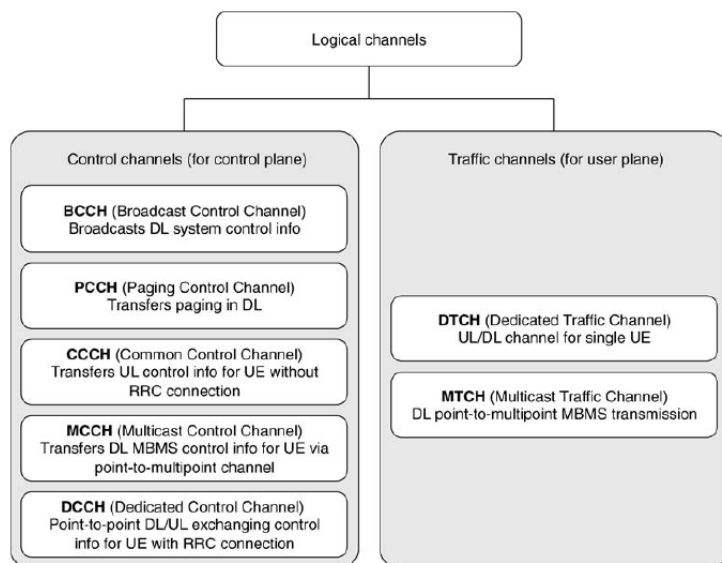 Logical channels
Control channels (for control plane)
BCCH (Broadcast Control Channel)
Broadcasts DL system control info
PCCH (Paging Control Channel)
Transfers paging in DL
CCCH (Common Control Channel)
Transfers UL control info for UE without
RRC connection
MCCH (Multicast Control Channel)
Transfers DL MBMS control info for UE via
point-to-multipoint channel
DCCH (Dedicated Control Channel)
Point-to-point DL/UL exchanging control
info for UE with RRC connection
Traffic channels (for user plane)
DTCH (Dedicated Traffic Channel)
UL/DL channel for single UE
MTCH (Multicast Traffic Channel)
DL point-to-multipoint MBMS transmission